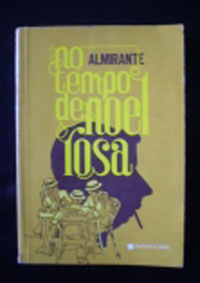 no ALMIRANTE
tempo
de noel
rosa